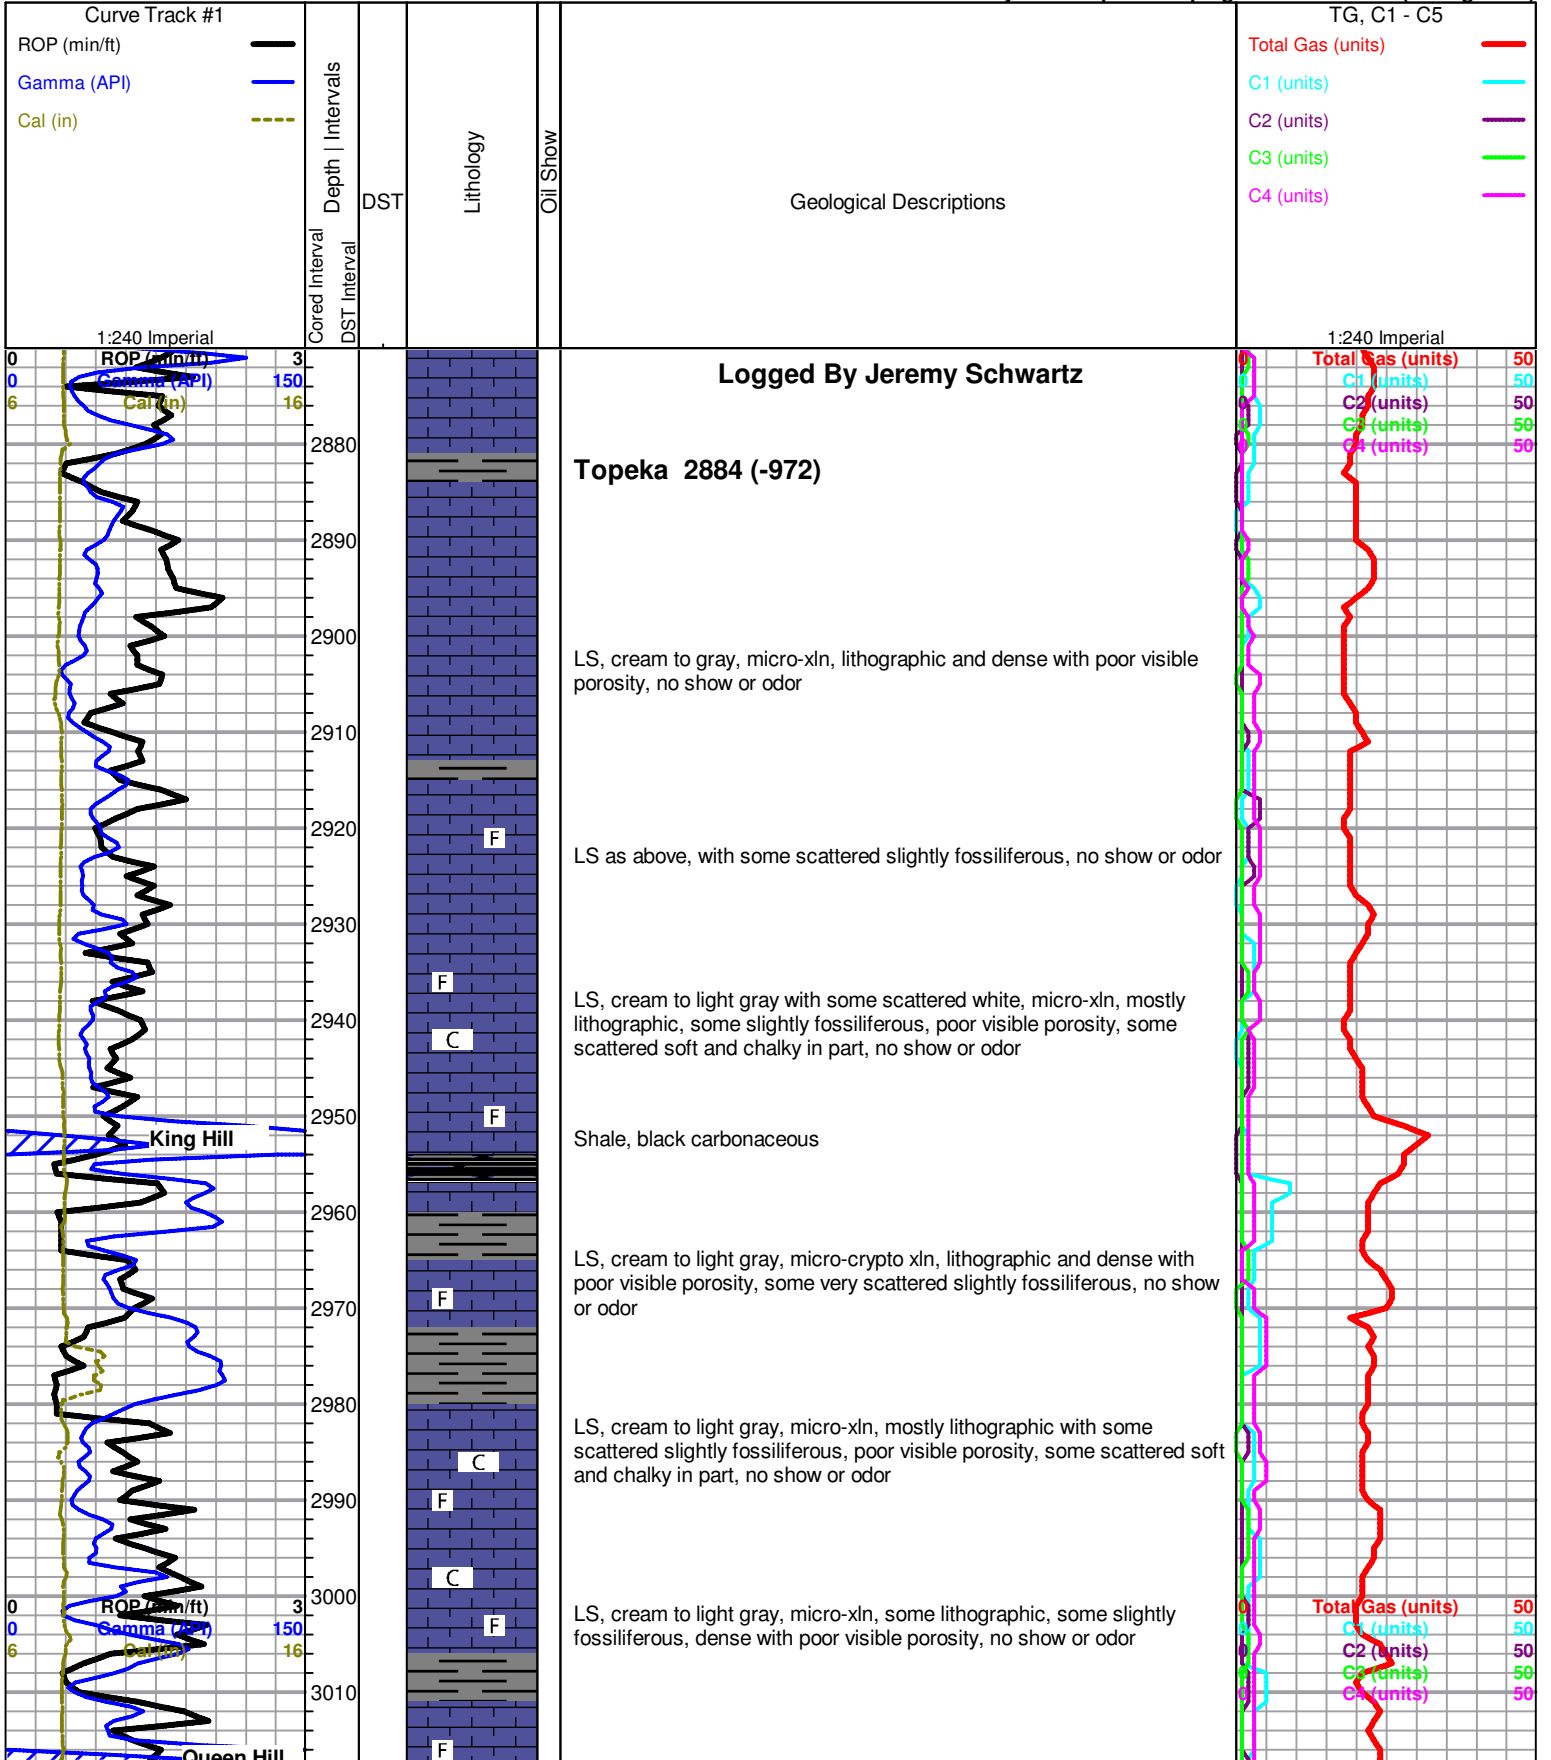 Curve Track #1
ROP (min/ft)
Gamma (API)
Cal (in)
1:240 Imperial
Depth | Intervals
Cored Interval
DST Interval
DST
Lithology
Oil Show
Geological Descriptions
TG, C1 - C5
Total Gas (units)
C1 (units)
C2 (units)
C3 (units)
C4 (units)
1:240 Imperial
0 ROP (min/ft) 3
0 Gamma (API) 150
6 Cal (in) 16
Logged By Jeremy Schwartz
0 Total Gas (units) 50
0 C1 (units) 50
0 C2 (units) 50
0 C3 (units) 50
0 C4 (units) 50
2880
Topeka 2884 (-972)
2890
2900
LS, cream to gray, micro-xln, lithographic and dense with poor visible
porosity, no show or odor
2910
2920
F
LS as above, with some scattered slightly fossiliferous, no show or odor
2930
F
2940
C
LS, cream to light gray with some scattered white, micro-xln, mostly
lithographic, some slightly fossiliferous, poor visible porosity, some
scattered soft and chalky in part, no show or odor
2950
F
King Hill
Shale, black carbonaceous
2960
LS, cream to light gray, micro-crypto xln, lithographic and dense with
poor visible porosity, some very scattered slightly fossiliferous, no show
or odor
F
2970
2980
LS, cream to light gray, micro-xln, mostly lithographic with some
scattered slightly fossiliferous, poor visible porosity, some scattered soft
and chalky in part, no show or odor
C
2990
F
C
3000
0 ROP (min/ft) 3
0 Gamma (API) 150
6 Cal (in) 16
F
LS, cream to light gray, micro-xln, some lithographic, some slightly
fossiliferous, dense with poor visible porosity, no show or odor
0 Total Gas (units) 50
0 C1 (units) 50
0 C2 (units) 50
0 C3 (units) 50
0 C4 (units) 50
3010
F
Queen Hill